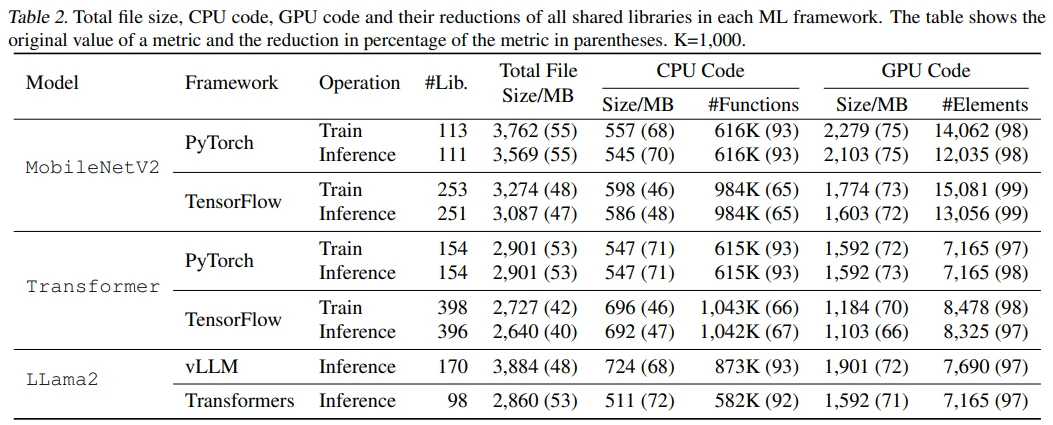 Table 2. Total file size, CPU code, GPU code and their reductions of all shared libraries in each ML framework. The table shows the
original value of a metric and the reduction in percentage of the metric in parentheses. K=1,000.
Model Framework Operation #Lib. Total File Size/MB CPU Code GPU Code
Size/MB #Functions Size/MB #Elements
MobileNetV2 PyTorch Train 113 3,762 (55) 557 (68) 616K (93) 2,279 (75) 14,062 (98)
Inference 111 3,569 (55) 545 (70) 616K (93) 2,103 (75) 12,035 (98)
TensorFlow Train 253 3,274 (48) 598 (46) 984K (65) 1,774 (73) 15,081 (99)
Inference 251 3,087 (47) 586 (48) 984K (65) 1,603 (72) 13,056 (99)
Transformer PyTorch Train 154 2,901 (53) 547 (71) 615K (93) 1,592 (72) 7,165 (97)
Inference 154 2,901 (53) 547 (71) 615K (93) 1,592 (73) 7,165 (98)
TensorFlow Train 398 2,727 (42) 696 (46) 1,043K (66) 1,184 (70) 8,478 (98)
Inference 396 2,640 (40) 692 (47) 1,042K (67) 1,103 (66) 8,325 (97)
LLama2 vLLM Inference 170 3,884 (48) 724 (68) 873K (93) 1,901 (72) 7,690 (97)
Transformers Inference 98 2,860 (53) 511 (72) 582K (92) 1,592 (71) 7,165 (97)